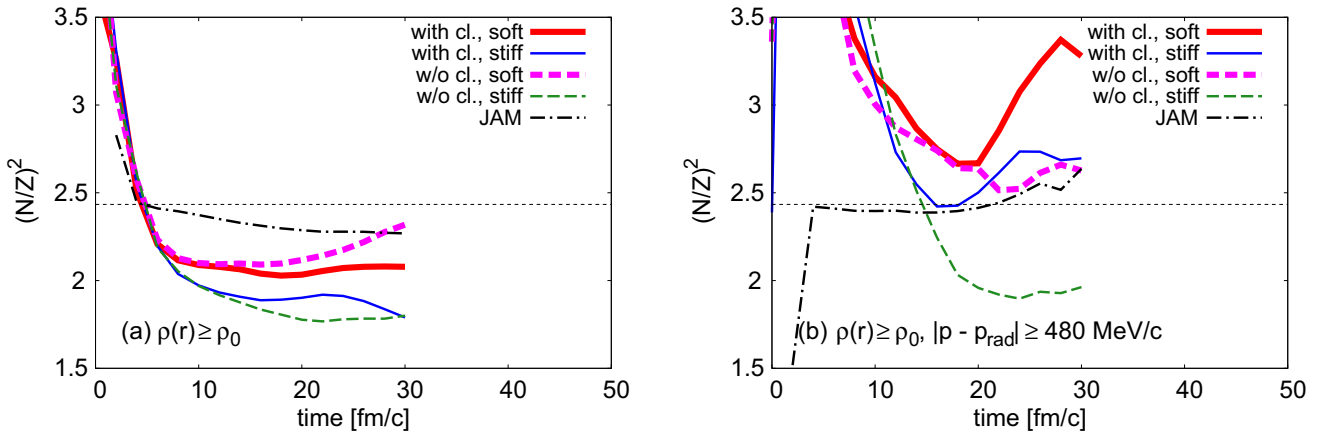 3.5
3
2.5
2
1.5
(N/Z)^2
with cl., soft
with cl., stiff
w/o cl., soft
w/o cl., stiff
JAM
(a) ρ(r) ≥ ρ_0
0 10 20 30 40 50
time [fm/c]
3.5
3
2.5
2
1.5
(N/Z)^2
with cl., soft
with cl., stiff
w/o cl., soft
w/o cl., stiff
JAM
(b) ρ(r) ≥ ρ_0, |p - p_rad| ≥ 480 MeV/c
0 10 20 30 40 50
time [fm/c]